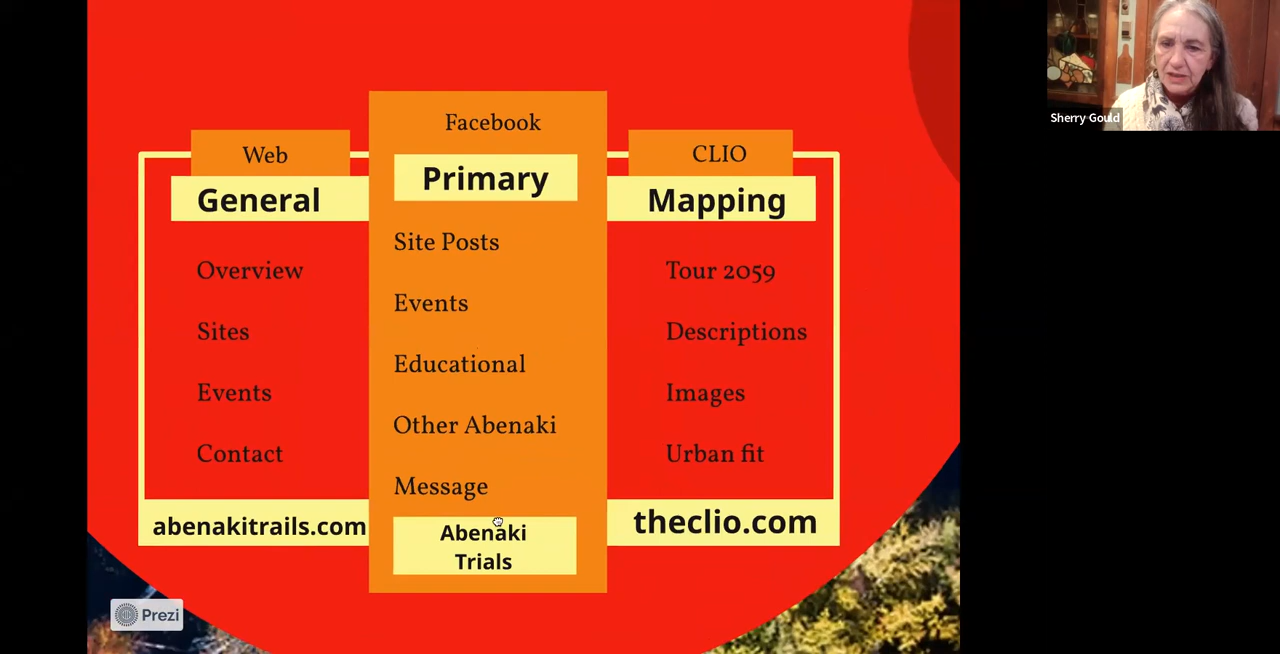 Web
General
Overview
Sites
Events
Contact
abenakitrails.com
Facebook
Primary
Site Posts
Events
Educational
Other Abenaki
Message
Abenaki
Trials
CLIO
Mapping
Tour 2059
Descriptions
Images
Urban fit
theclio.com
Prezi
Sherry Gould